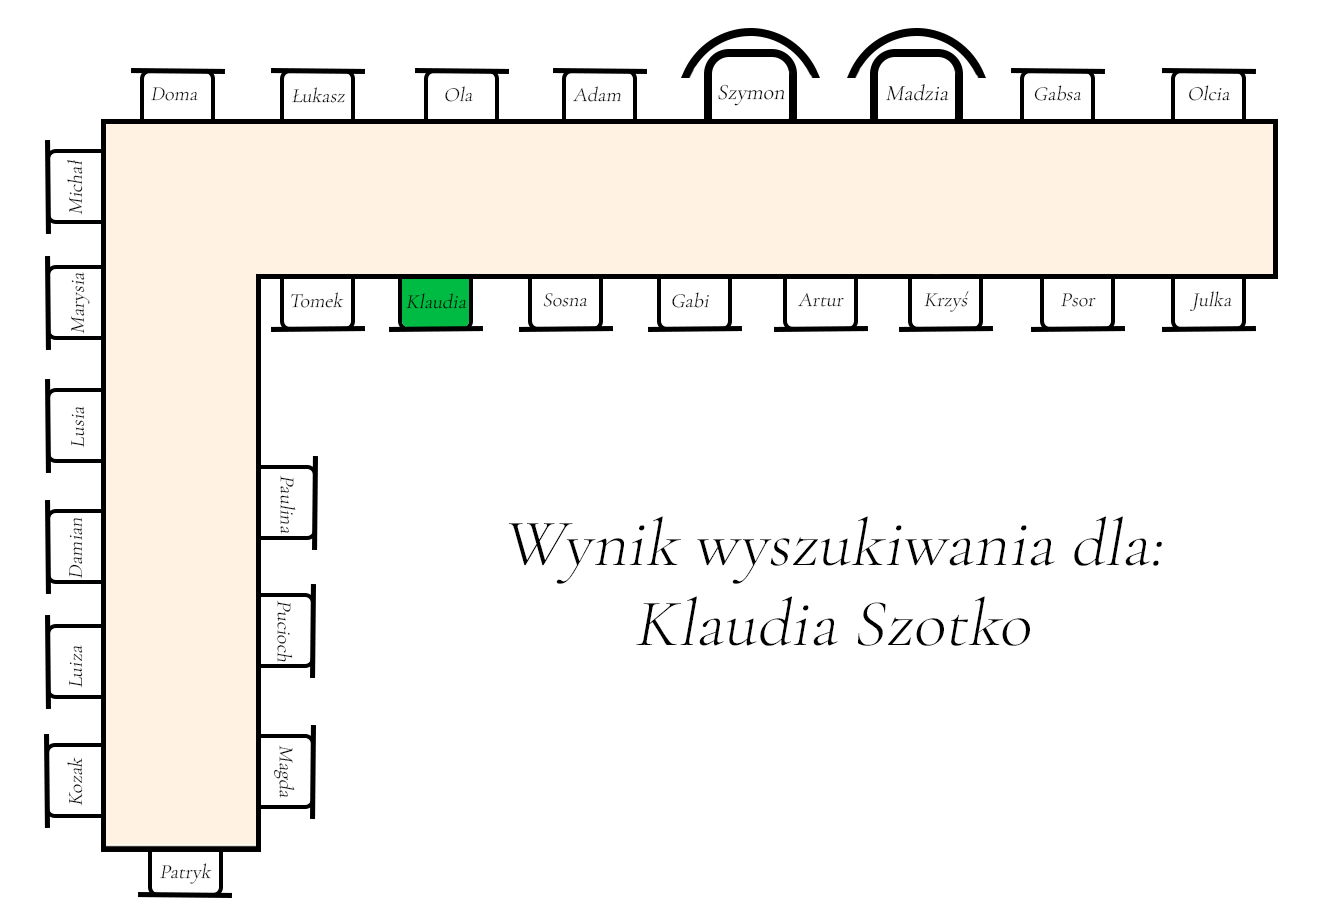 Doma
Łukasz
Ola
Adam
Szymon
Madzia
Gabsa
Olcia
Michał
Marysia
Lusia
Damian
Luiza
Kozak
Tomek
Klaudia
Sosna
Gabi
Artur
Krzyś
Psor
Julka
Paulina
Pucioch
Magda
Patryk
Wynik wyszukiwania dla:
Klaudia Szotko